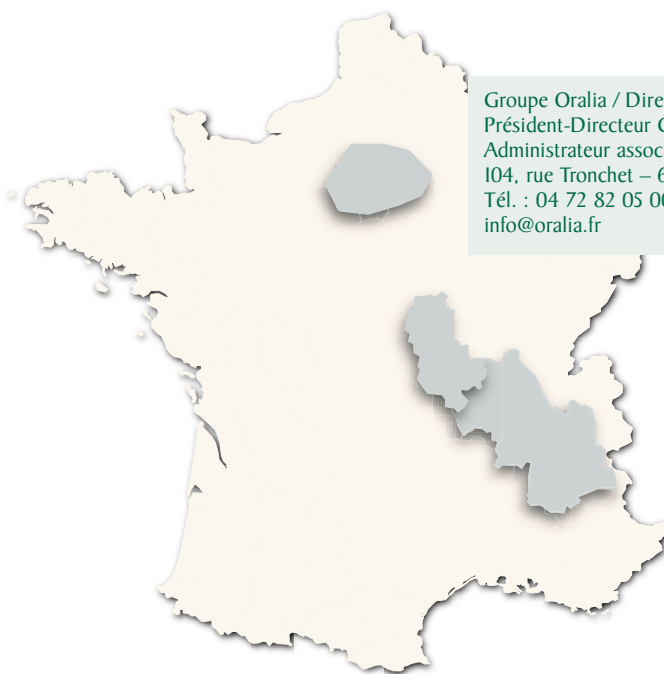 Groupe Oralia /
Président-Directeur
Administrateur
104, rue Tronchet –
Tél. : 04 72 82 05
info@oralia.fr